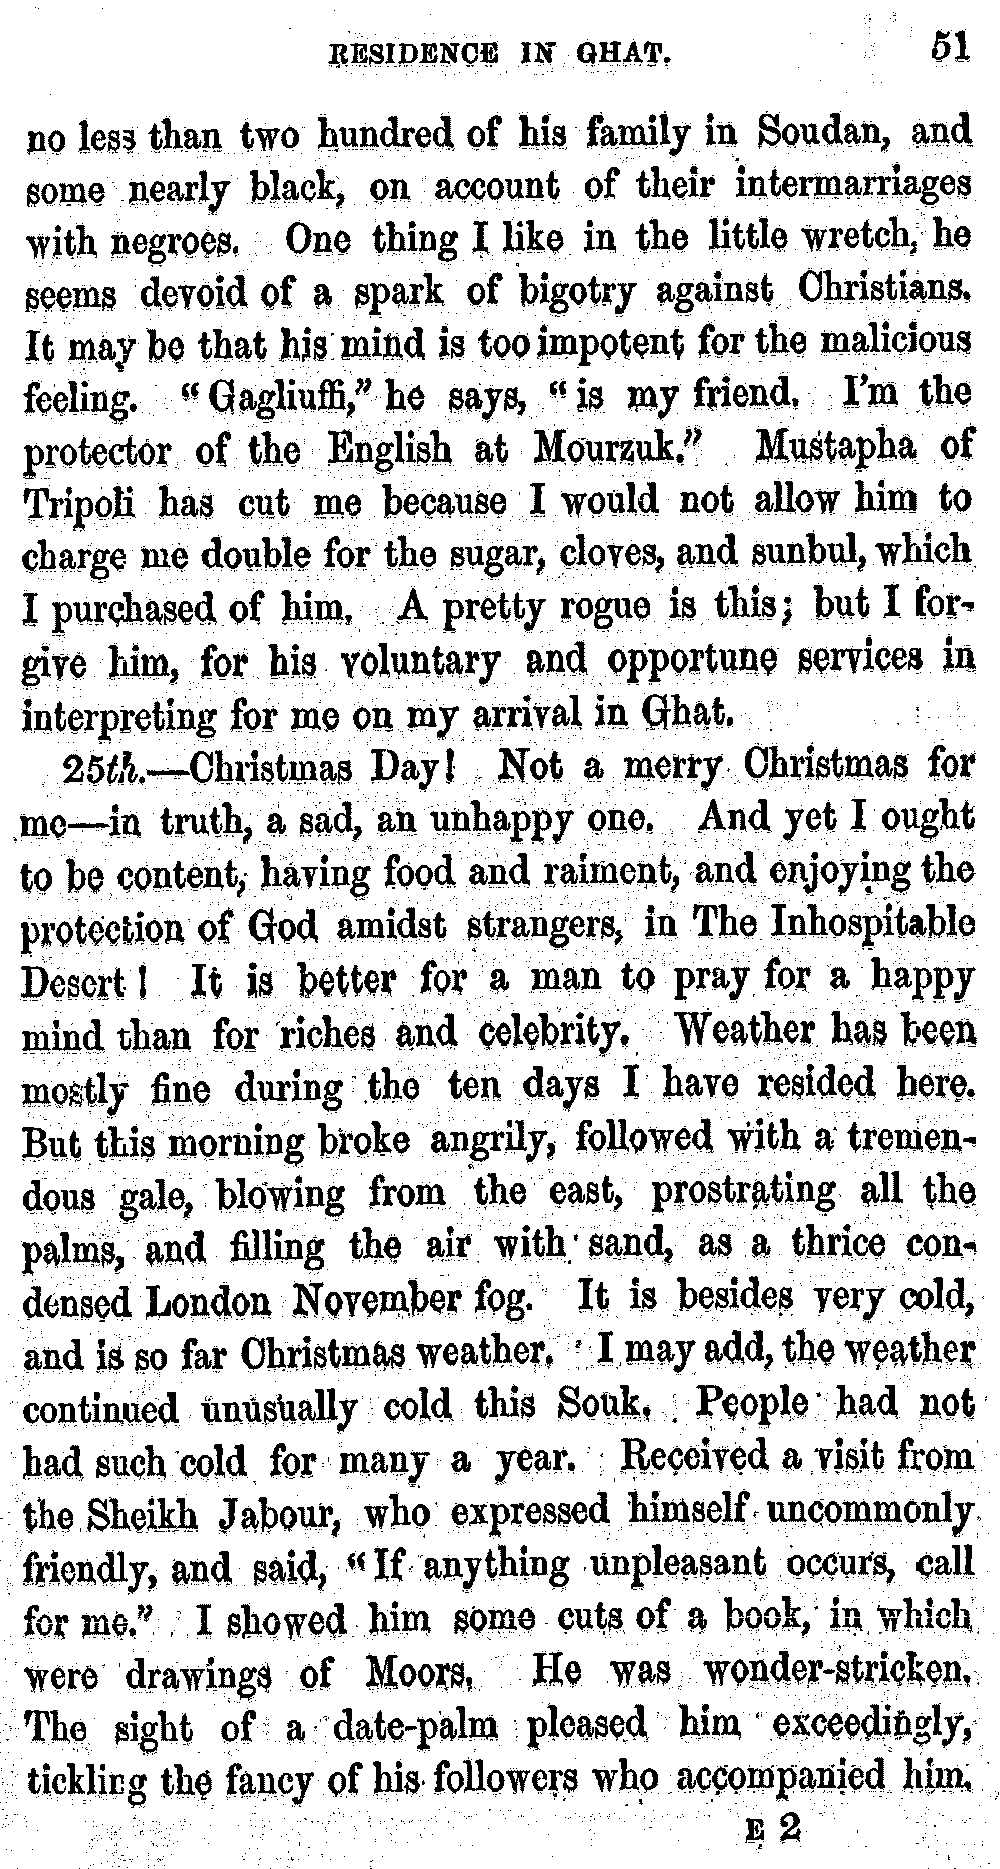 RESIDENCE IN GHAT. 51
no less than two hundred of his family in Soudan, and
some nearly black, on account of their intermarriages
with negroes. One thing I like in the little wretch, he
seems devoid of a spark of bigotry against Christians.
It may be that his mind is too impotent for the malicious
feeling. “Gagliuffi,” he says, “is my friend. I’m the
protector of the English at Mourzuk.” Mustapha of
Tripoli has cut me because I would not allow him to
charge me double for the sugar, cloves, and sunbul, which
I purchased of him. A pretty rogue is this; but I for-
give him, for his voluntary and opportune services in
interpreting for me on my arrival in Ghat.
25th.—Christmas Day! Not a merry Christmas for
me—in truth, a sad, an unhappy one. And yet I ought
to be content, having food and raiment, and enjoying the
protection of God amidst strangers, in The Inhospitable
Desert! It is better for a man to pray for a happy
mind than for riches and celebrity. Weather has been
mostly fine during the ten days I have resided here.
But this morning broke angrily, followed with a tremen-
dous gale, blowing from the east, prostrating all the
palms, and filling the air with sand, as a thrice con-
densed London November fog. It is besides very cold,
and is so far Christmas weather. I may add, the weather
continued unusually cold this Souk. People had not
had such cold for many a year. Received a visit from
the Sheikh Jabour, who expressed himself uncommonly
friendly, and said, “If anything unpleasant occurs, call
for me.” I showed him some cuts of a book, in which
were drawings of Moors. He was wonder-stricken.
The sight of a date-palm pleased him exceedingly,
tickling the fancy of his followers who accompanied him.
E 2